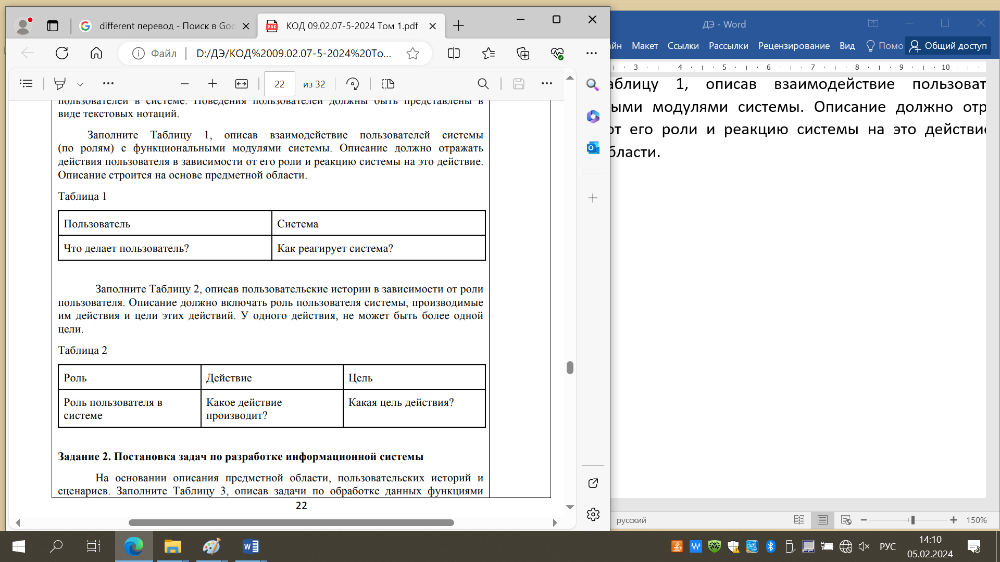 different перевод - Поиск в Goo
КОД 09.02.07-5-2024 Том 1.pdf
Файл
D:/ДЭ/КОД%2009.02.07-5-2024%20То...
22
из 32
пользователей в системе. Поведения пользователей должны быть представлены в
виде текстовых нотаций.
Заполните Таблицу 1, описав взаимодействие пользователей системы
(по ролям) с функциональными модулями системы. Описание должно отражать
действия пользователя в зависимости от его роли и реакцию системы на это действие.
Описание строится на основе предметной области.
Таблица 1
Пользователь
Система
Что делает пользователь?
Как реагирует система?
Заполните Таблицу 2, описав пользовательские истории в зависимости от роли
пользователя. Описание должно включать роль пользователя системы, производимые
им действия и цели этих действий. У одного действия, не может быть более одной
цели.
Таблица 2
Роль
Действие
Цель
Роль пользователя в
системе
Какое действие
производит?
Какая цель действия?
Задание 2. Постановка задач по разработке информационной системы
На основании описания предметной области, пользовательских историй и
сценариев. Заполните Таблицу 3, описав задачи по обработке данных функциями
22
ДЭ - Word
йн
Макет
Ссылки
Рассылки
Рецензирование
Вид
Помо
Общий доступ
3 4 5 6 7 8 9 10
аблицу 1, описав взаимодействие пользоват
ыми модулями системы. Описание должно отр
от его роли и реакцию системы на это действие
бласти.
русский
150%
РУС
14:10
05.02.2024